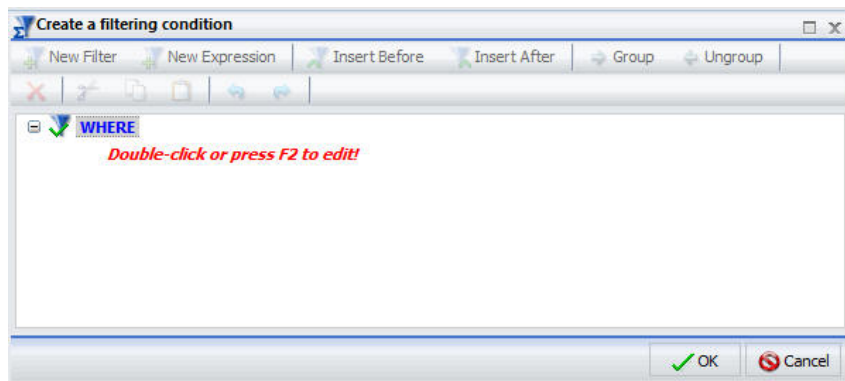 Create a filtering condition
New Filter New Expression Insert Before Insert After Group Ungroup
WHERE
Double-click or press F2 to edit!
OK Cancel